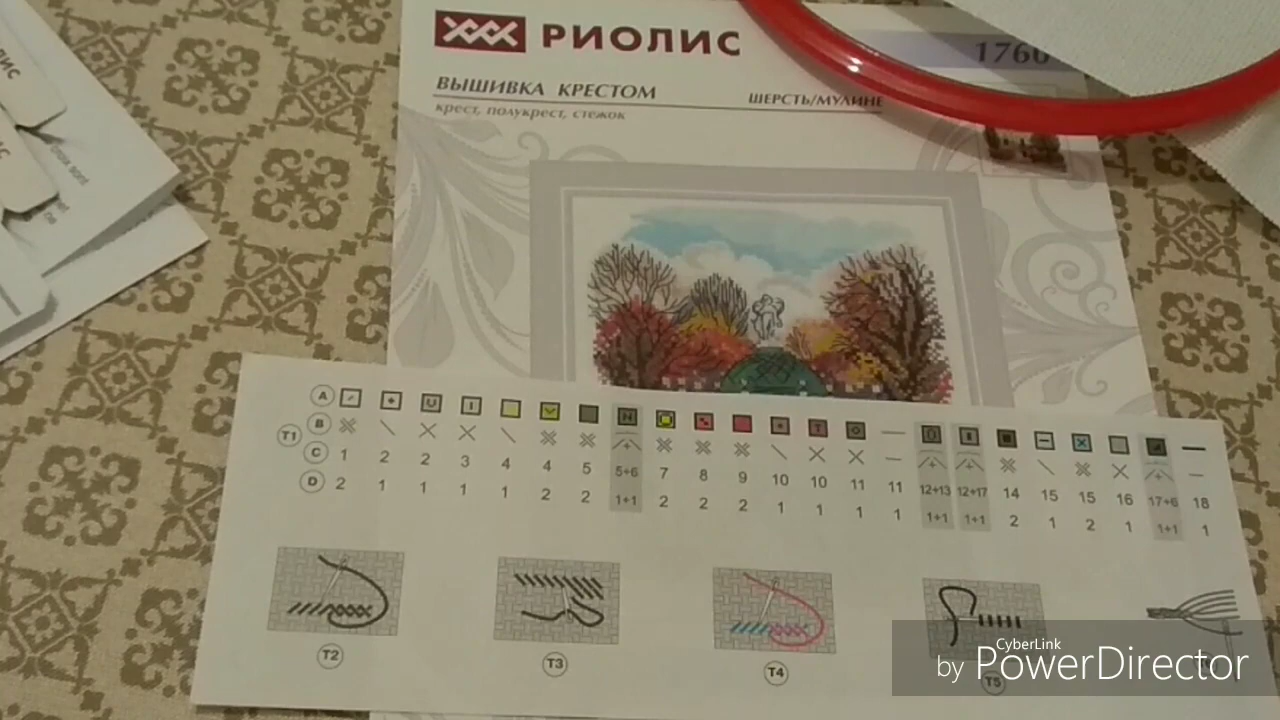 РИОЛИС
1760
ВЫШИВКА КРЕСТОМ
ШЕРСТЬ/МУЛИНЕ
крест, полукрест, стежок
ЛИС
A
B
T1
C 1 2 2 3 4 4 5 5+6 7 8 9 10 10 11 11 12+13 12+17 14 15 15 16 17+6 18
D 2 1 1 1 1 2 2 1+1 2 2 2 1 1 1 1 1+1 1+1 2 1 2 1 1+1 1
T2 T3 T4 T5
CyberLink
by PowerDirector